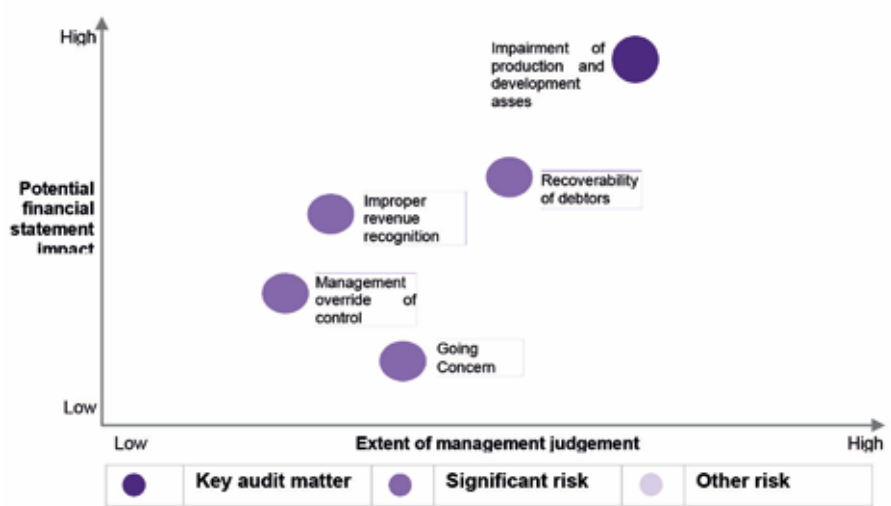 High
Impairment of
production and
development
asses
Potential
financial
statement
impact
Recoverability
of debtors
Improper
revenue
recognition
Management
override of
control
Going
Concern
Low
Low
Extent of management judgement
High
Key audit matter
Significant risk
Other risk